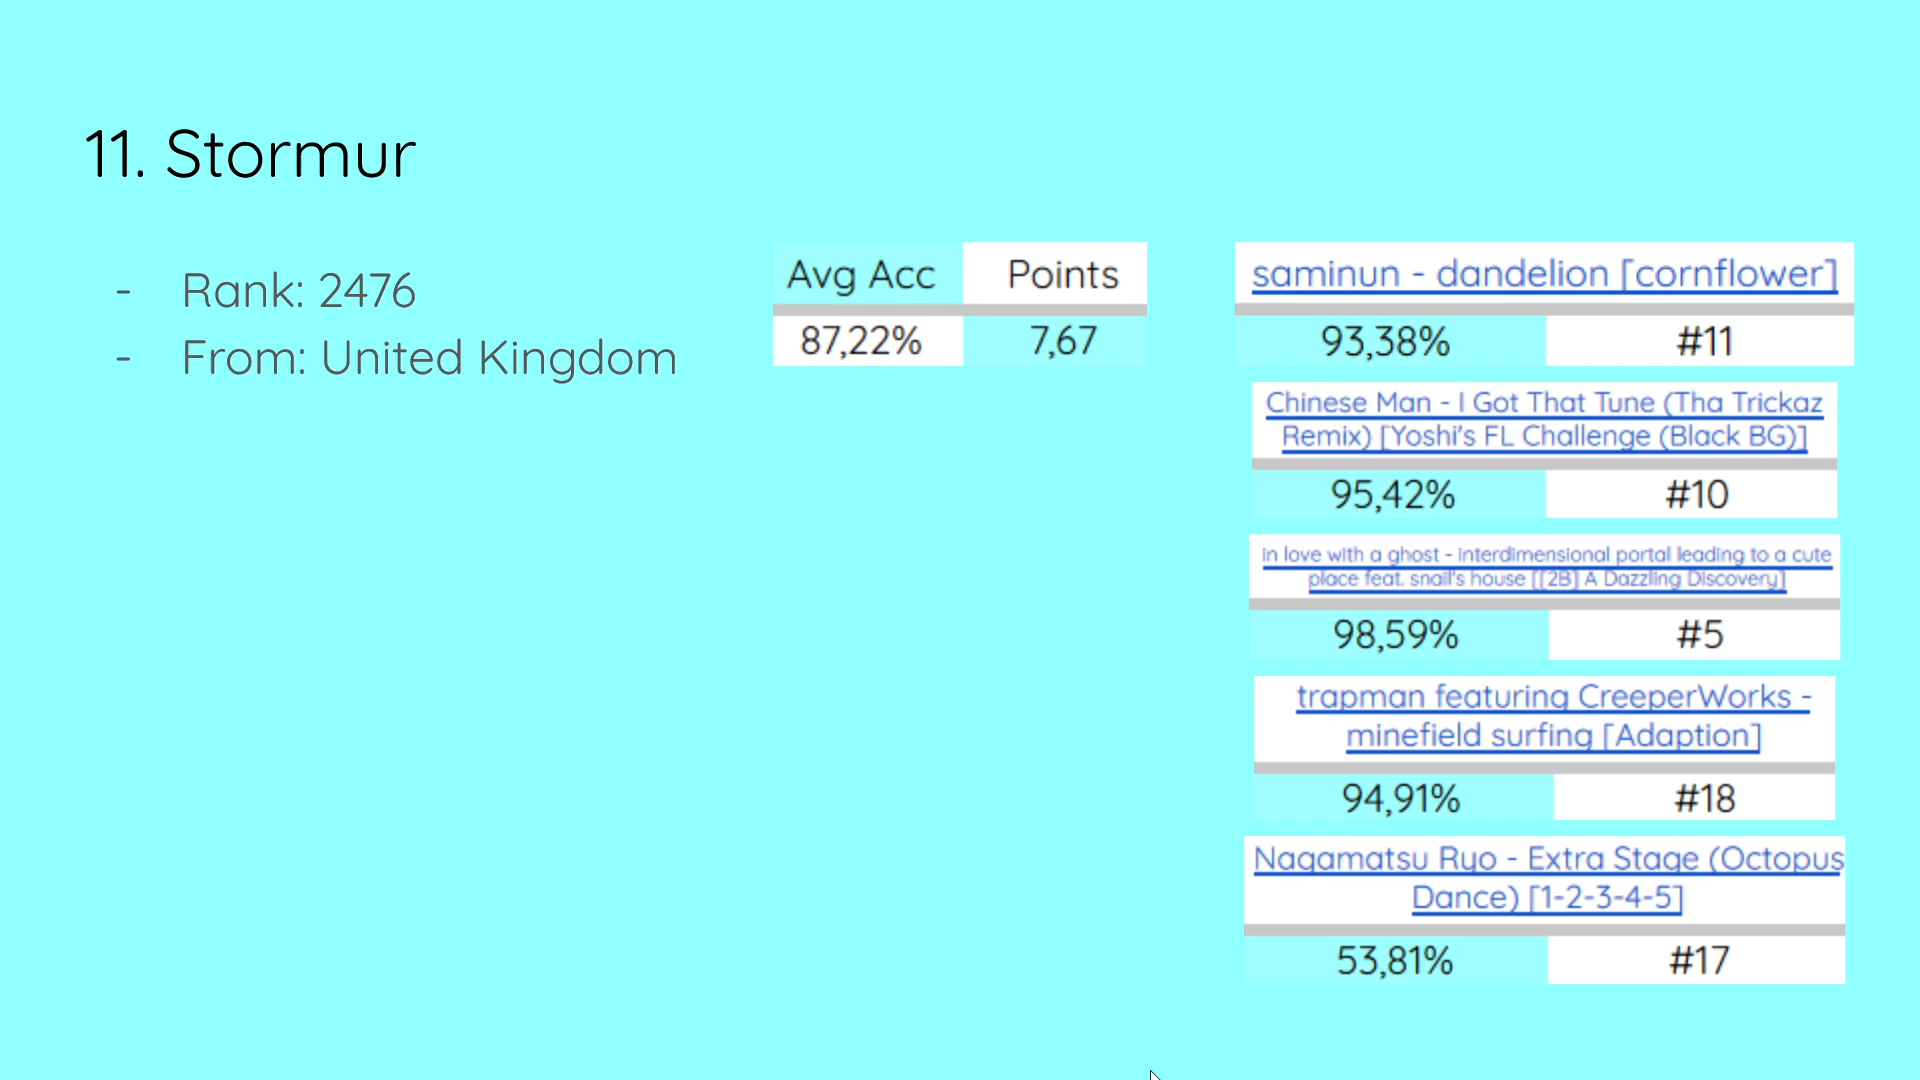 11. Stormur
- Rank: 2476
- From: United Kingdom
Avg Acc Points
87,22% 7,67
saminun - dandelion [cornflower]
93,38% #11
Chinese Man - I Got That Tune (Tha Trickaz
Remix) [Yoshi's FL Challenge (Black BG)]
95,42% #10
in love with a ghost - interdimensional portal leading to a cute
place feat. snail's house [[2B] A Dazzling Discovery]
98,59% #5
trapman featuring CreeperWorks -
minefield surfing [Adaption]
94,91% #18
Nagamatsu Ryo - Extra Stage (Octopus
Dance) [1-2-3-4-5]
53,81% #17